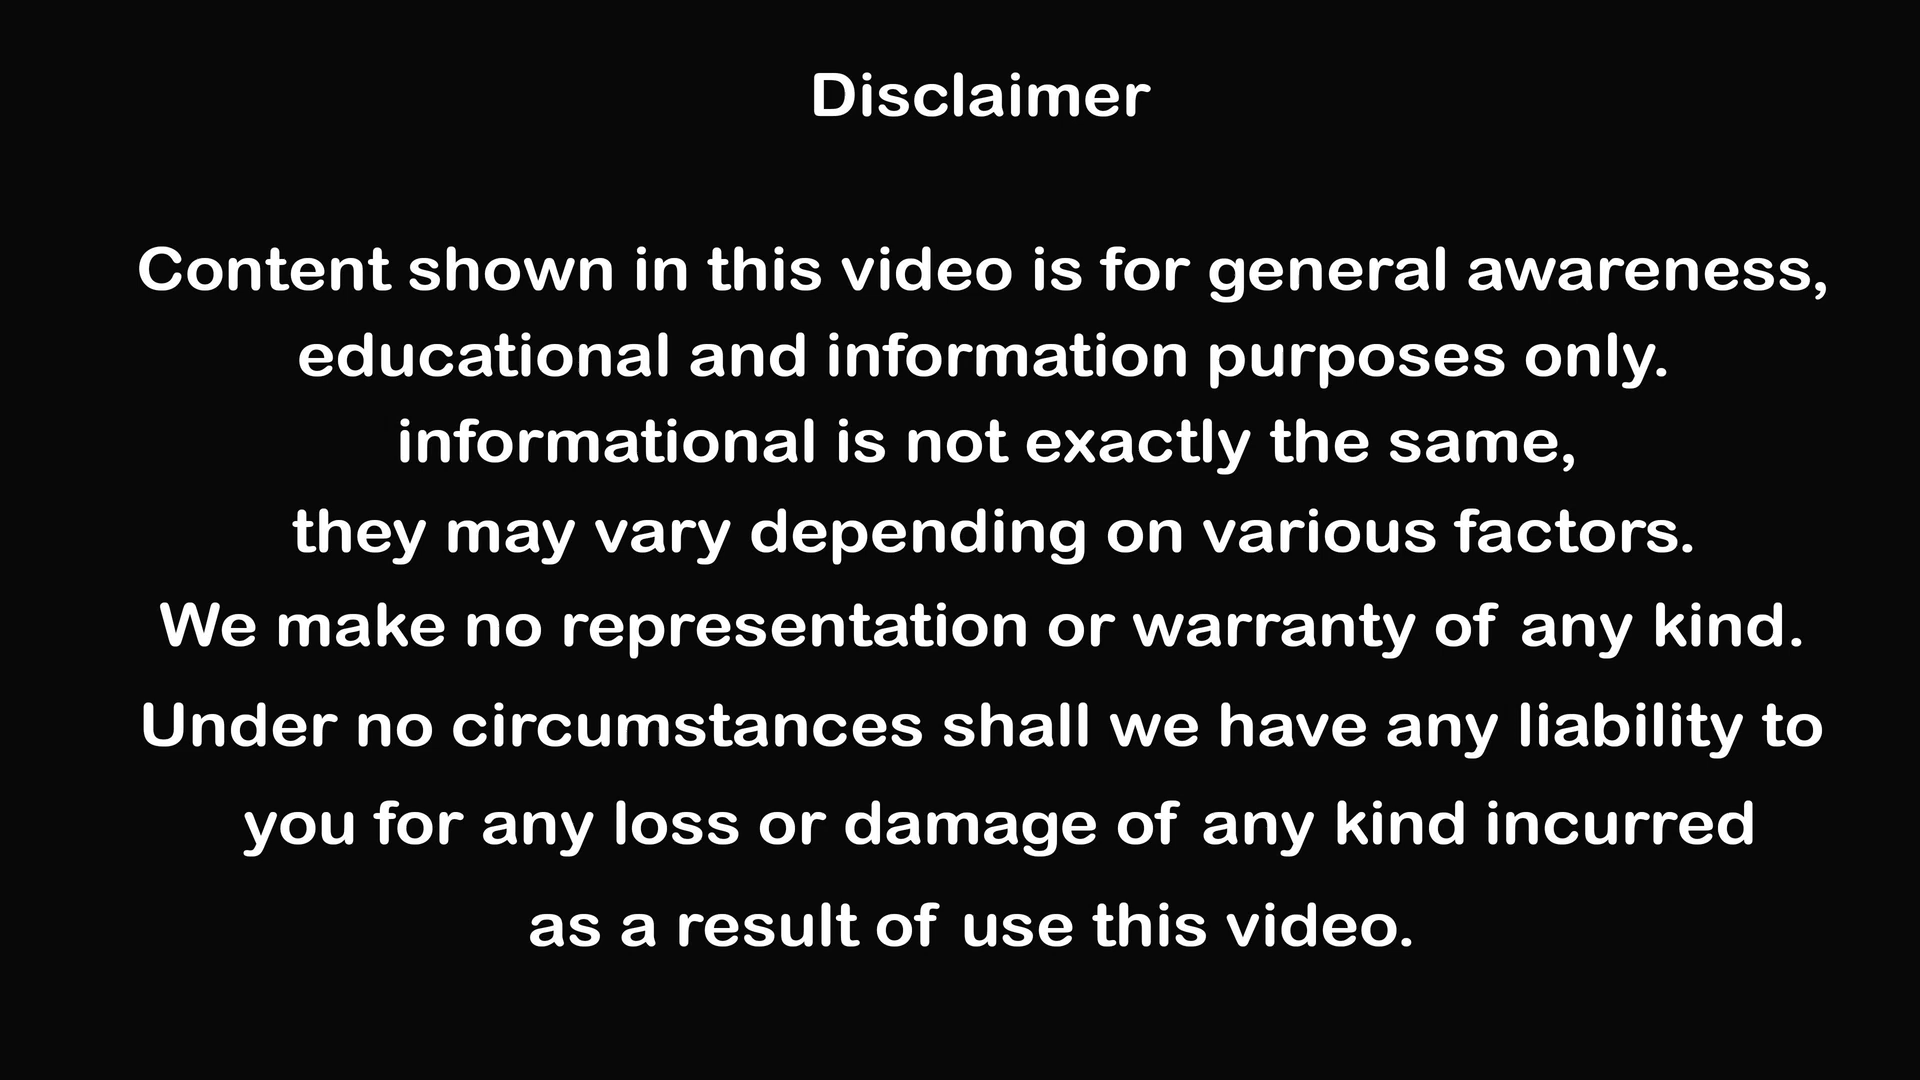 Disclaimer
Content shown in this video is for general awareness,
educational and information purposes only.
informational is not exactly the same,
they may vary depending on various factors.
We make no representation or warranty of any kind.
Under no circumstances shall we have any liability to
you for any loss or damage of any kind incurred
as a result of use this video.